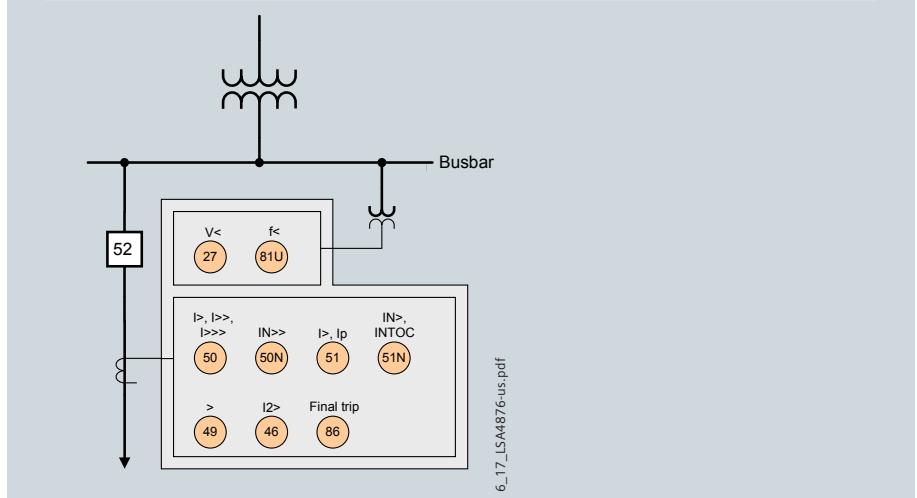 Busbar
52
V<
f<
27
81U
I>, I>>,
I>>>
IN>>
I>, Ip
IN>,
INTOC
50
50N
51
51N
>
I2>
Final trip
49
46
86
6_17_LSA4876-us.pdf